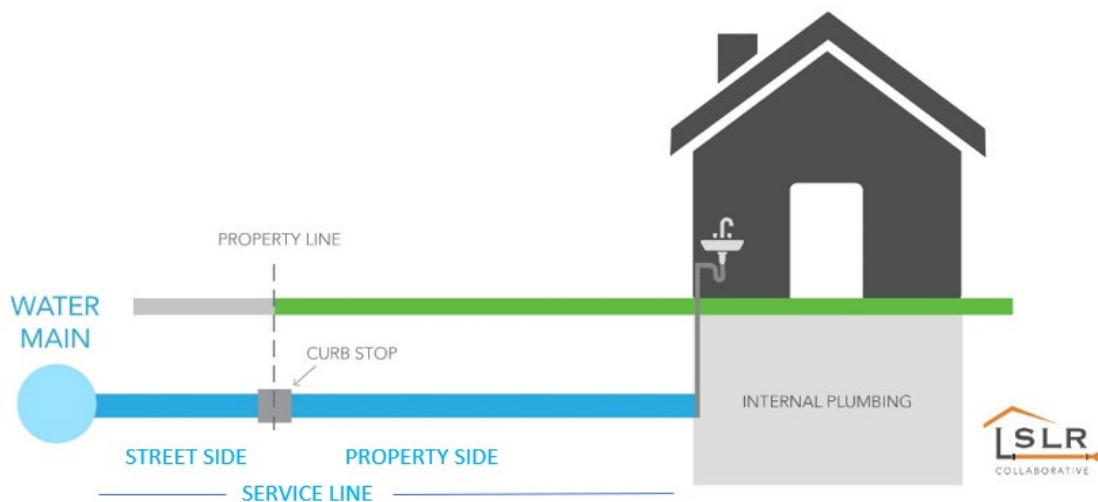 PROPERTY LINE
WATER
MAIN
CURB STOP
INTERNAL PLUMBING
STREET SIDE
PROPERTY SIDE
SERVICE LINE
LSLR
COLLABORATIVE